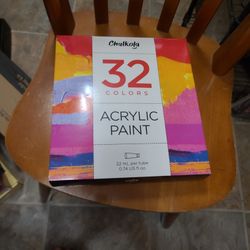 Chalkola
32
COLORS
ACRYLIC
PAINT
22 mL per tube
0.74 US fl oz